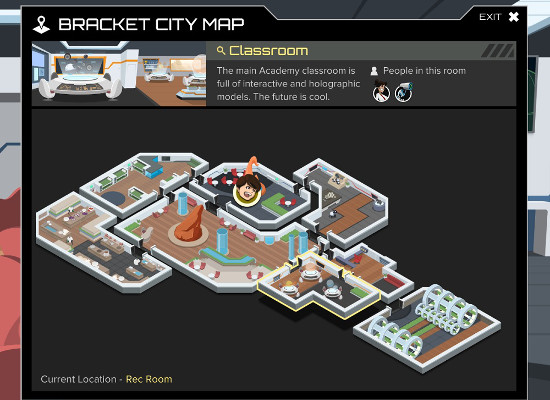 BRACKET CITY MAP
EXIT
Classroom
The main Academy classroom is
full of interactive and holographic
models. The future is cool.
People in this room
Current Location - Rec Room